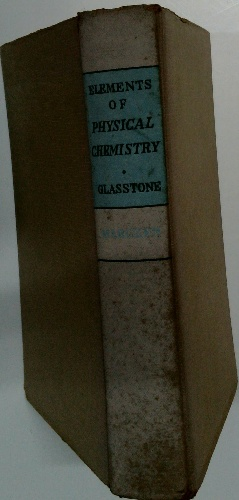 ELEMENTS
OF
PHYSICAL
CHEMISTRY
•
GLASSTONE